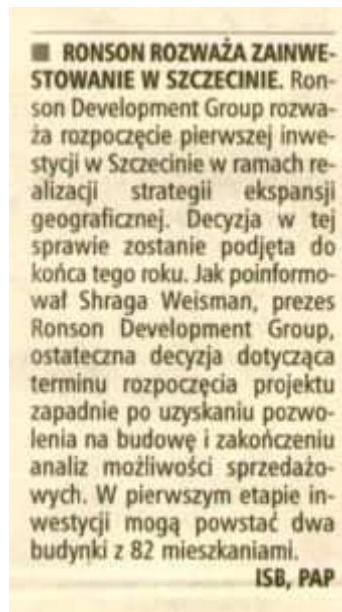 ■ RONSON ROZWAŻA ZAINWE-
STOWANIE W SZCZECINIE. Ron-
son Development Group rozwa-
ża rozpoczęcie pierwszej inwe-
stycji w Szczecinie w ramach re-
alizacji strategii ekspansji
geograficznej. Decyzja w tej
sprawie zostanie podjęta do
końca tego roku. Jak poinformo-
wał Shraga Weisman, prezes
Ronson Development Group,
ostateczna decyzja dotycząca
terminu rozpoczęcia projektu
zapadnie po uzyskaniu pozwo-
lenia na budowę i zakończeniu
analiz możliwości sprzedażo-
wych. W pierwszym etapie in-
westycji mogą powstać dwa
budynki z 82 mieszkaniami.
ISB, PAP